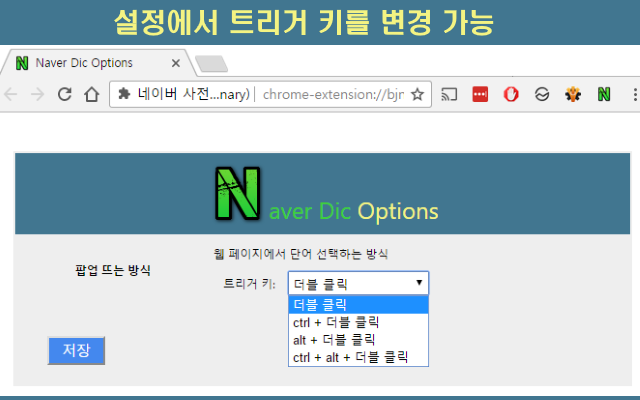 설정에서 트리거 키를 변경 가능
Naver Dic Options
네이버 사전...nary) | chrome-extension://bjn
Naver Dic Options
웹 페이지에서 단어 선택하는 방식
팝업 뜨는 방식
트리거 키: 더블 클릭
더블 클릭
ctrl + 더블 클릭
alt + 더블 클릭
ctrl + alt + 더블 클릭
저장